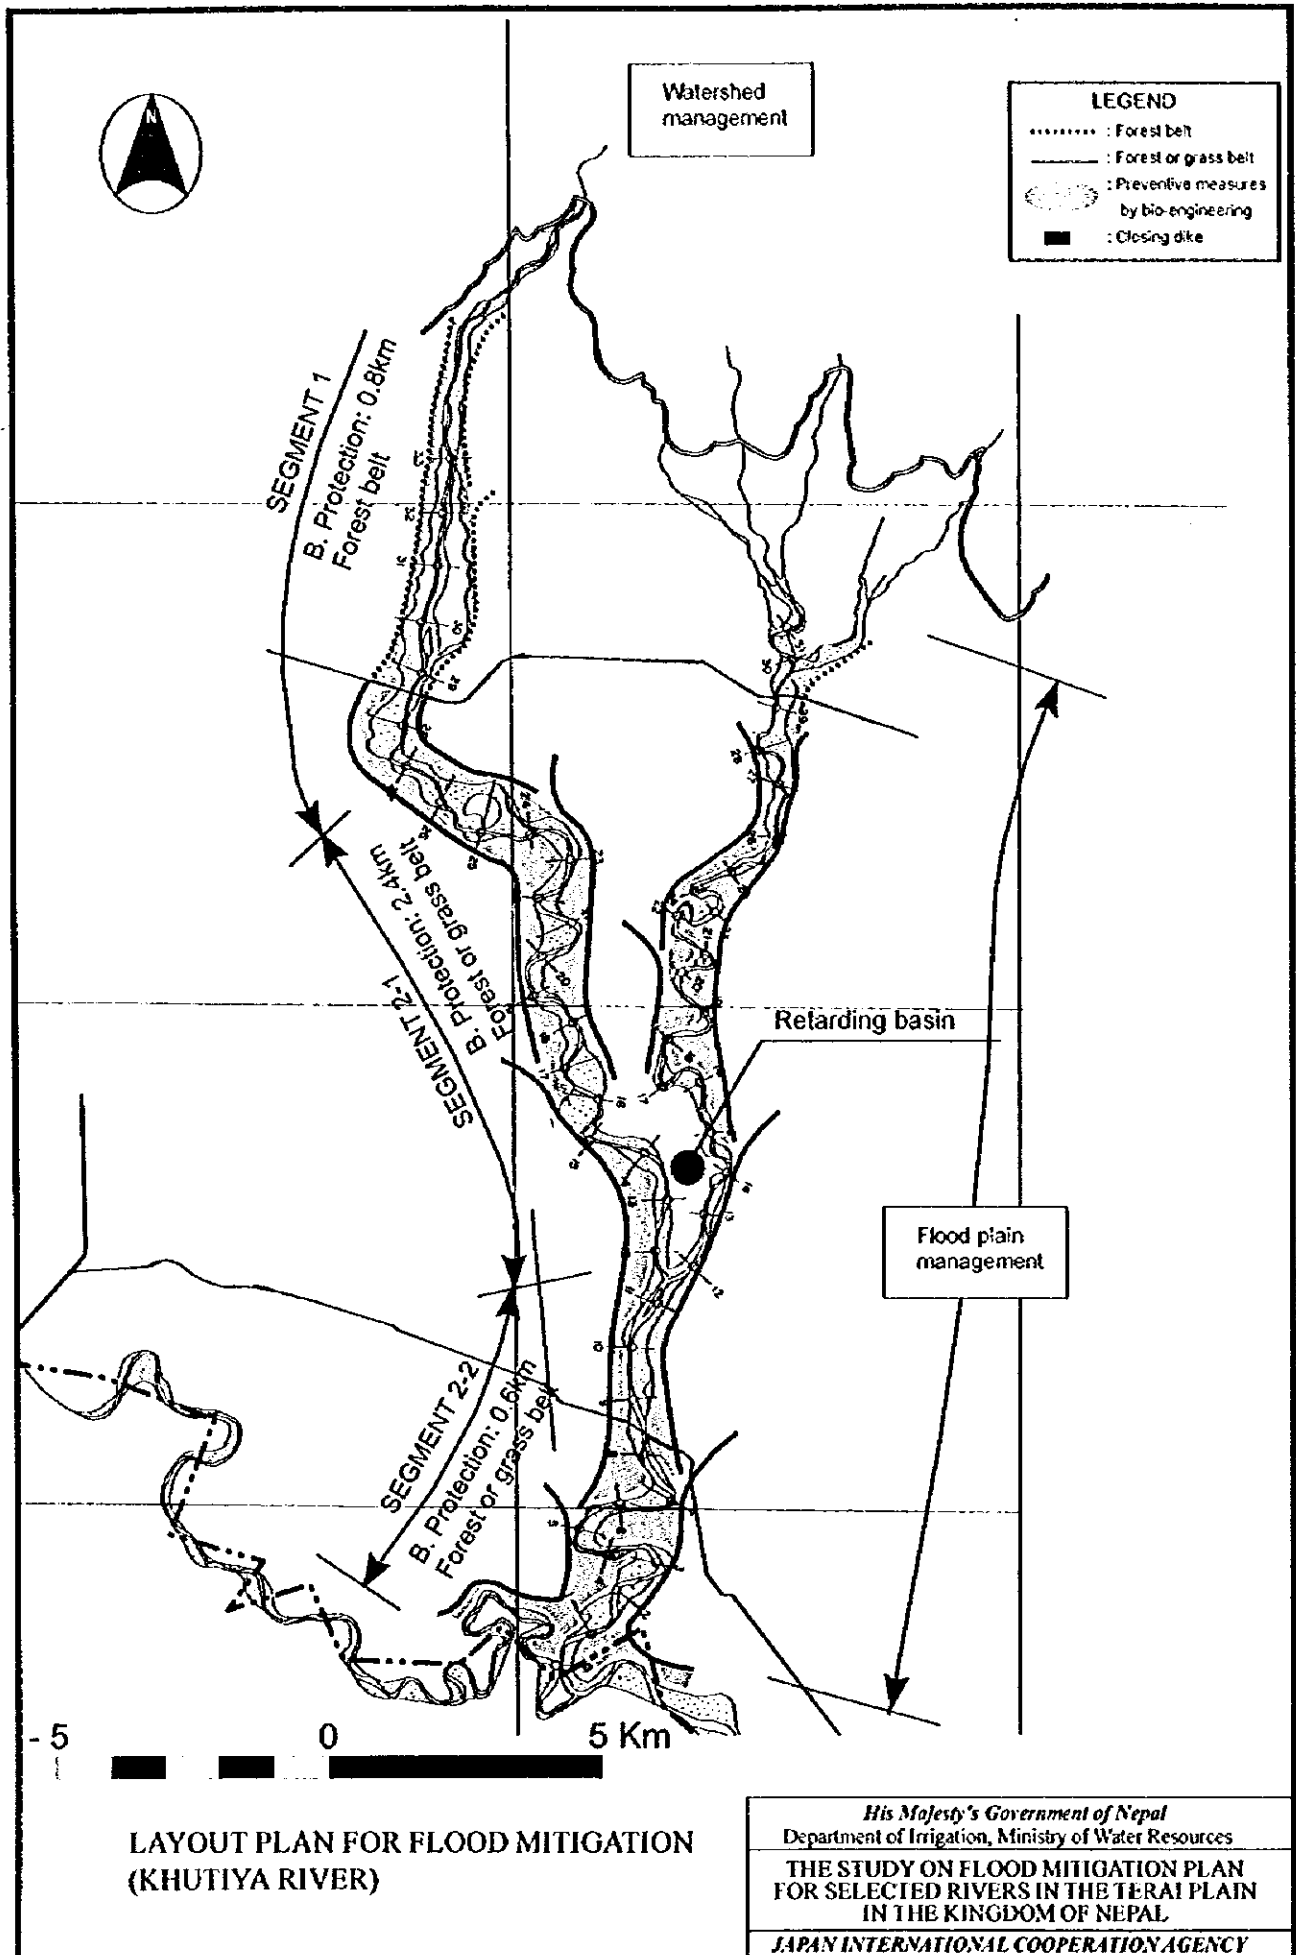 Watershed
management
LEGEND
: Forest belt
: Forest or grass belt
: Preventive measures
by bio-engineering
: Closing dike
N
SEGMENT 1
B. Protection: 0.8km
Forest belt
SEGMENT 2-1
B. Protectiion: 2.4km
Forest or grass belt
Retarding basin
Flood plain
management
SEGMENT 2-2
B. Protection: 0.6km
Forest or grass belt
- 5 0 5 Km
LAYOUT PLAN FOR FLOOD MITIGATION
(KHUTIYA RIVER)
His Majesty's Government of Nepal
Department of Irrigation, Ministry of Water Resources
THE STUDY ON FLOOD MITIGATION PLAN
FOR SELECTED RIVERS IN THE TERAI PLAIN
IN THE KINGDOM OF NEPAL
JAPAN INTERNATIONAL COOPERATION AGENCY